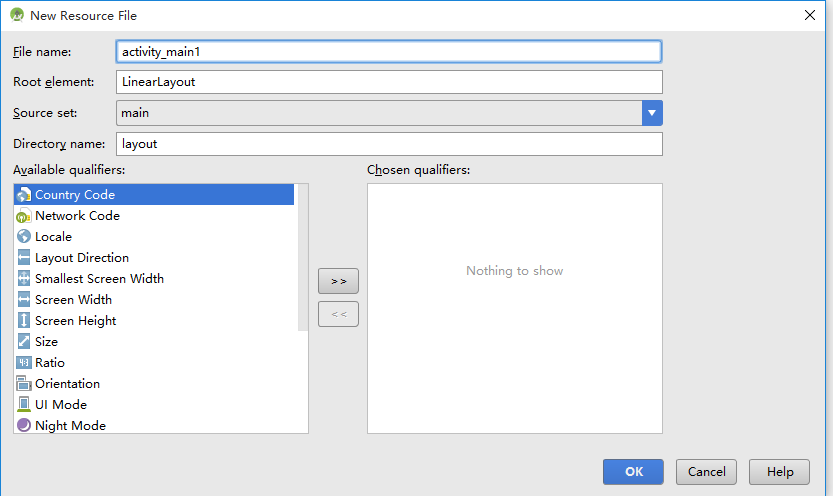 New Resource File
File name: activity_main1
Root element: LinearLayout
Source set: main
Directory name: layout
Available qualifiers: Chosen qualifiers:
Country Code
Network Code
Locale
Layout Direction
Smallest Screen Width
Screen Width
Screen Height
Size
Ratio
Orientation
UI Mode
Night Mode
>>
<<
Nothing to show
OK Cancel Help